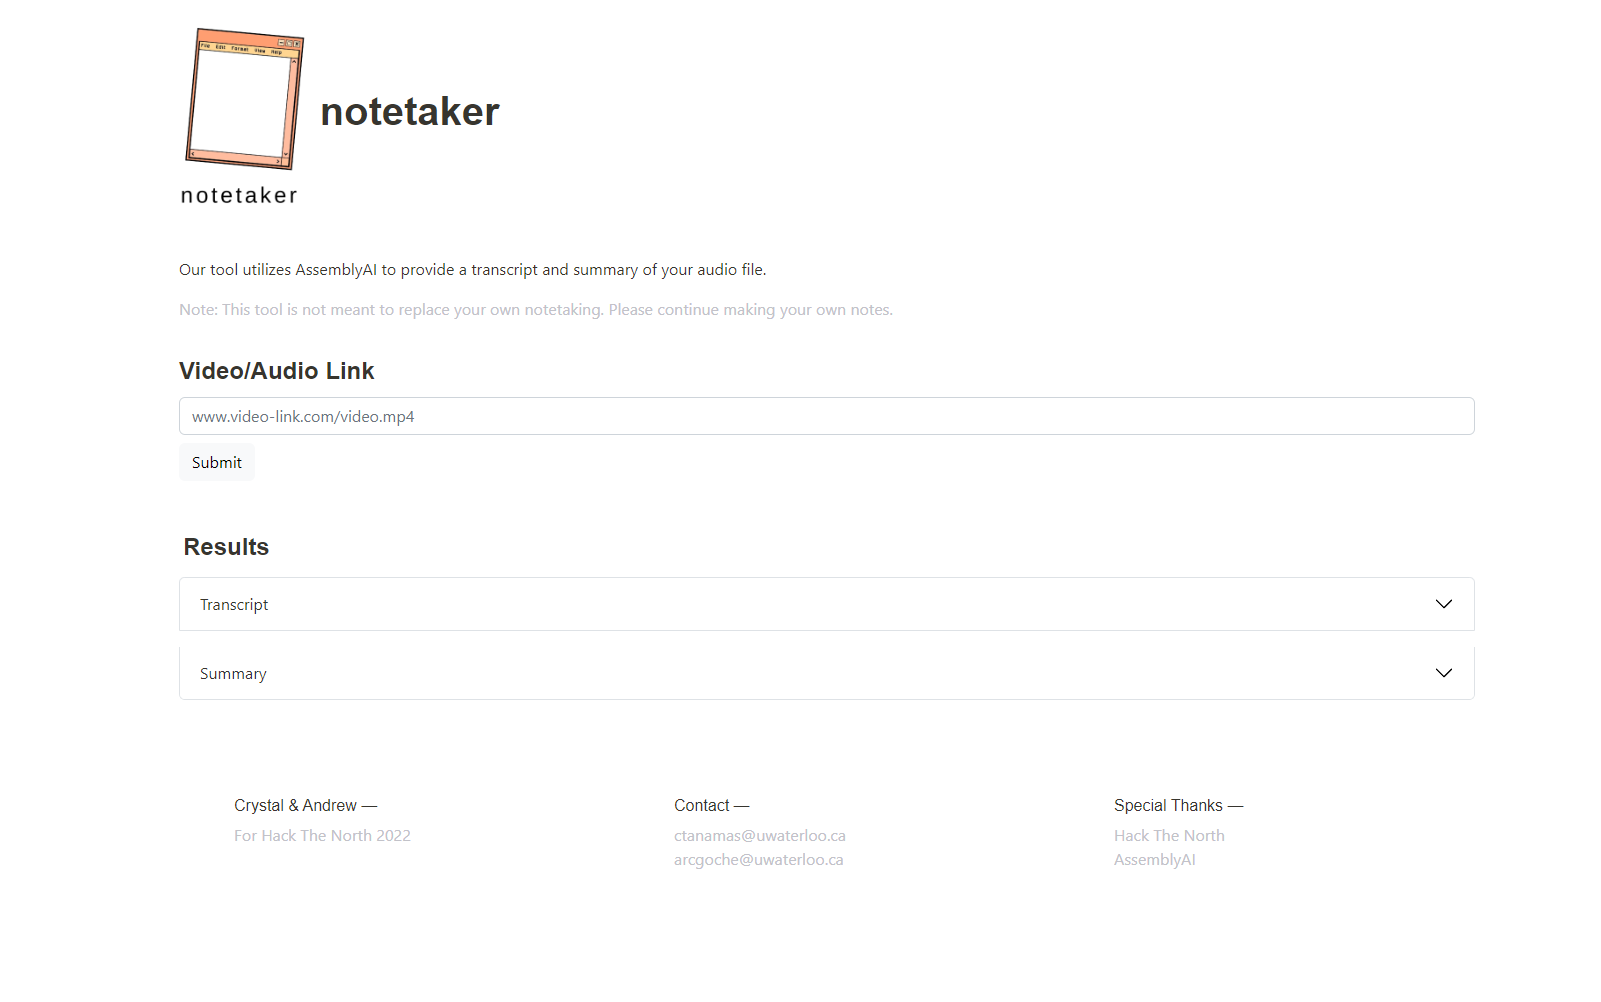 File Edit Format View Help
notetaker
notetaker
Our tool utilizes AssemblyAI to provide a transcript and summary of your audio file.
Note: This tool is not meant to replace your own notetaking. Please continue making your own notes.
Video/Audio Link
www.video-link.com/video.mp4
Submit
Results
Transcript
Summary
Crystal & Andrew —
For Hack The North 2022
Contact —
ctanamas@uwaterloo.ca
arcgoche@uwaterloo.ca
Special Thanks —
Hack The North
AssemblyAI